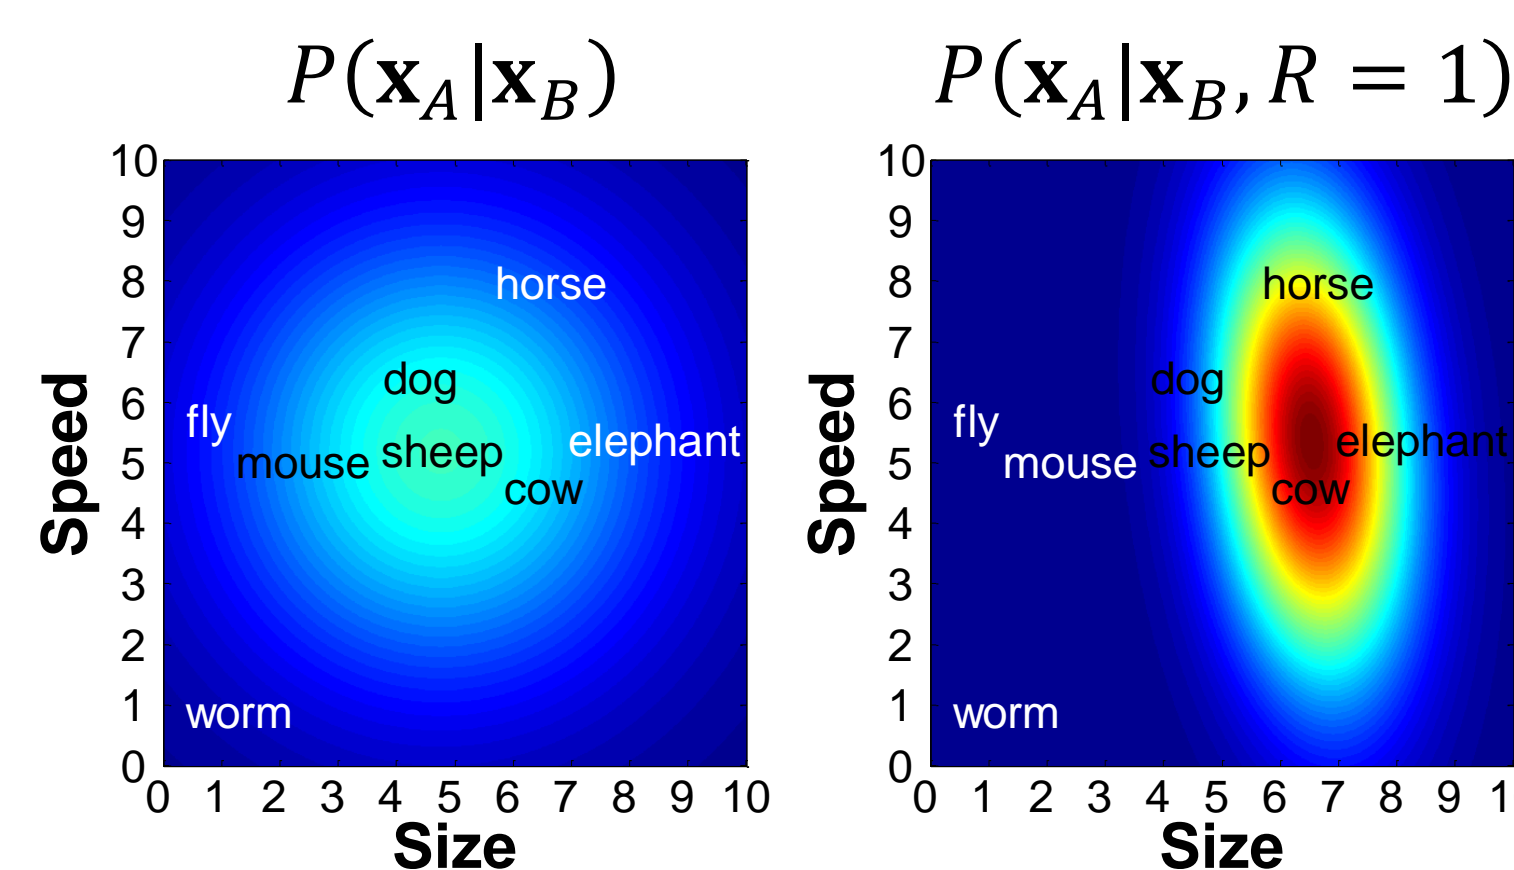 P(x_A|x_B)
10
9
8
7
6
5
4
3
2
1
0
Speed
horse
dog
fly
sheep
elephant
mouse
cow
worm
0 1 2 3 4 5 6 7 8 9 10
Size
P(x_A|x_B, R = 1)
10
9
8
7
6
5
4
3
2
1
0
Speed
horse
dog
fly
elephant
sheep
mouse
cow
worm
0 1 2 3 4 5 6 7 8 9 1
Size